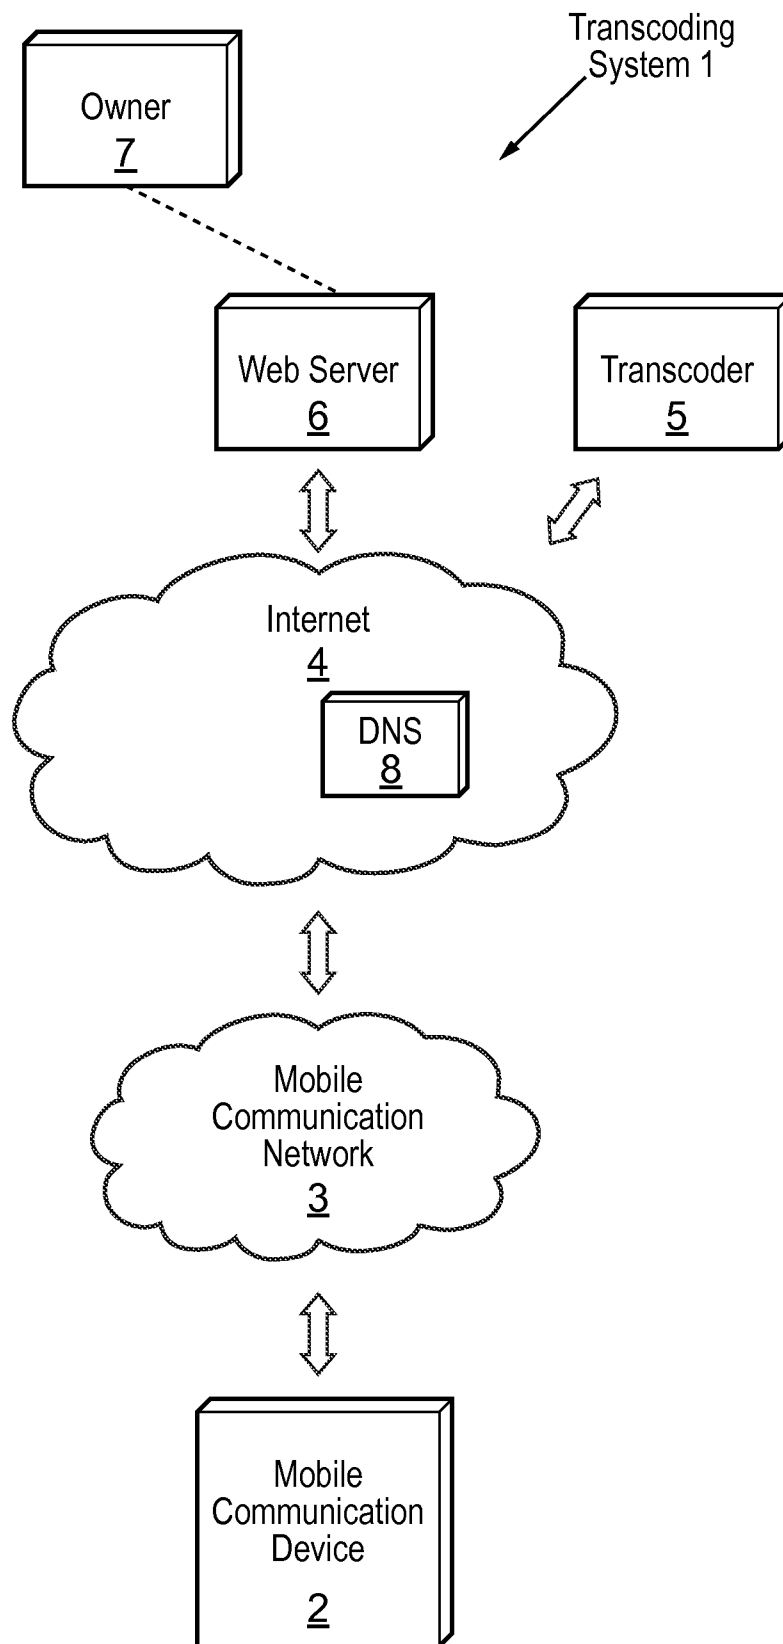 Transcoding
System 1
Owner
7
Web Server
6
Transcoder
5
Internet
4
DNS
8
Mobile
Communication
Network
3
Mobile
Communication
Device
2